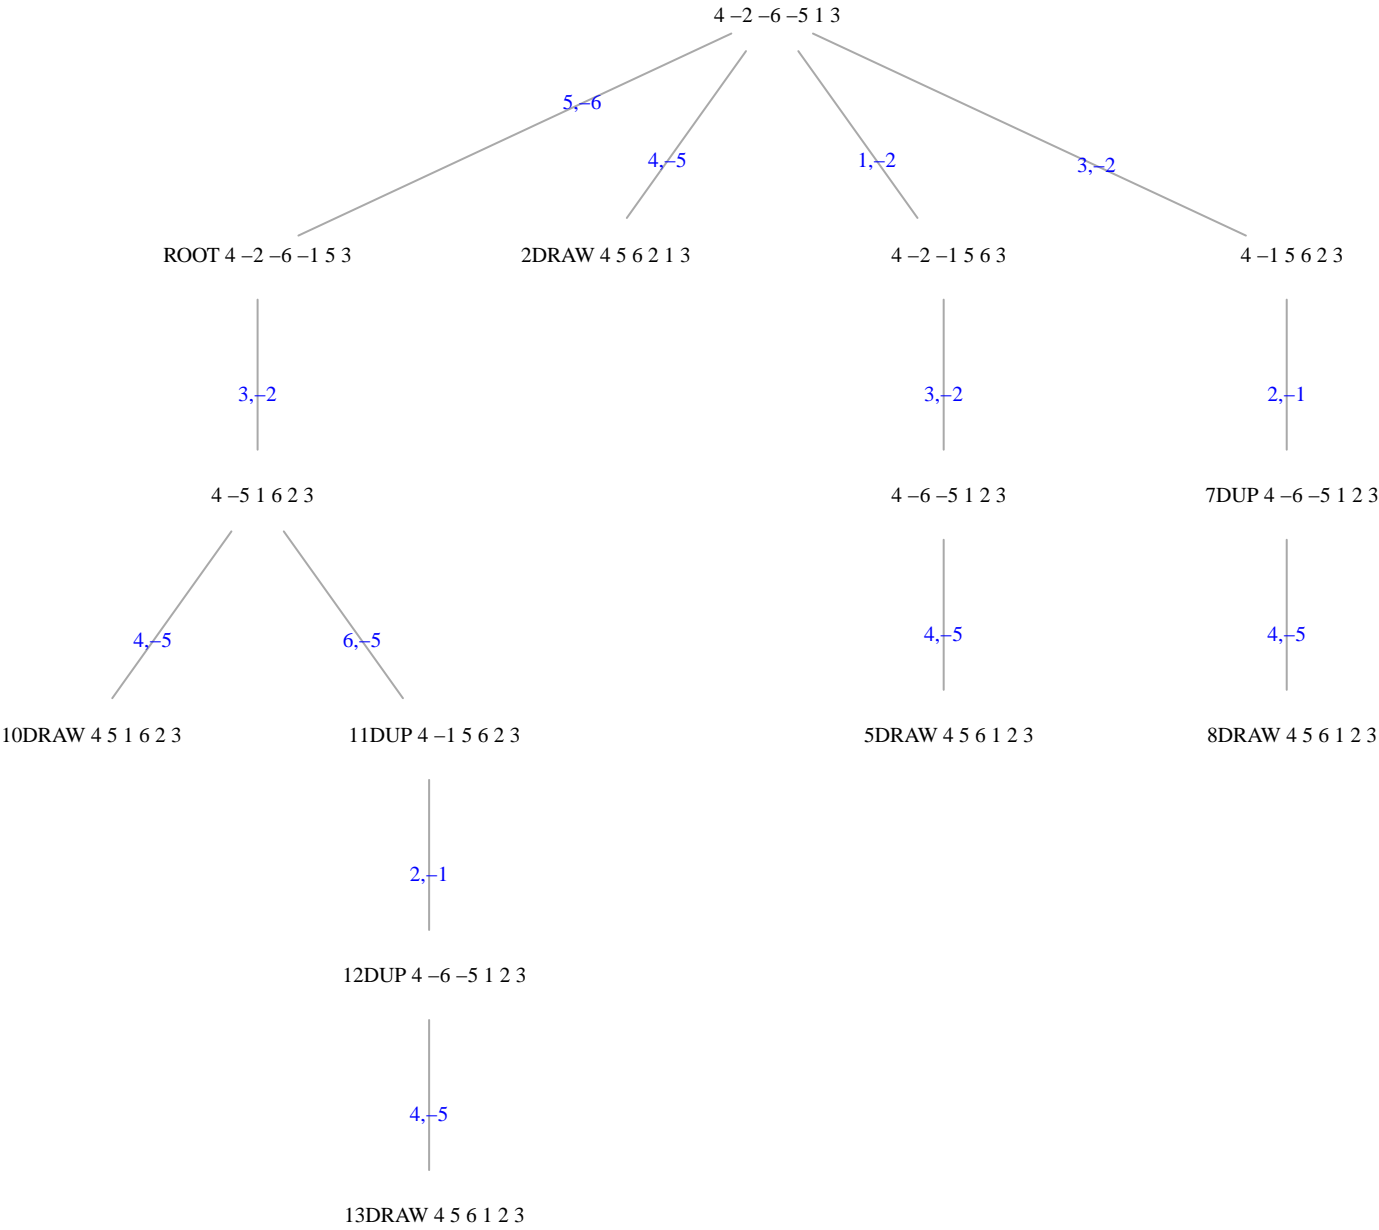 4 –2 –6 –5 1 3
5,–6
4,–5
1,–2
3,–2
ROOT 4 –2 –6 –1 5 3
2DRAW 4 5 6 2 1 3
4 –2 –1 5 6 3
4 –1 5 6 2 3
3,–2
3,–2
2,–1
4 –5 1 6 2 3
4 –6 –5 1 2 3
7DUP 4 –6 –5 1 2 3
4,–5
6,–5
4,–5
4,–5
10DRAW 4 5 1 6 2 3
11DUP 4 –1 5 6 2 3
5DRAW 4 5 6 1 2 3
8DRAW 4 5 6 1 2 3
2,–1
12DUP 4 –6 –5 1 2 3
4,–5
13DRAW 4 5 6 1 2 3